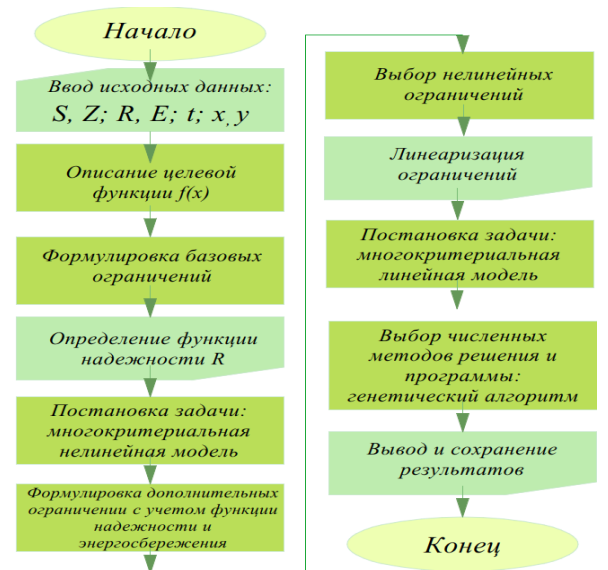 Начало
Ввод исходных данных:
S, Z; R, E; t; x, y
Описание целевой
функции f(x)
Формулировка базовых
ограничений
Определение функции
надежности R
Постановка задачи:
многокритериальная
нелинейная модель
Формулировка дополнительных
ограничении с учетом функции
надежности и
энергосбережения
Выбор нелинейных
ограничений
Линеаризация
ограничений
Постановка задачи:
многокритериальная
линейная модель
Выбор численных
методов решения и
программы:
генетический алгоритм
Вывод и сохранение
результатов
Конец